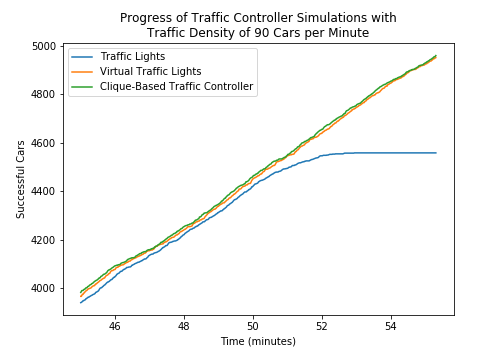 Progress of Traffic Controller Simulations with
Traffic Density of 90 Cars per Minute
Traffic Lights
Virtual Traffic Lights
Clique-Based Traffic Controller
Successful Cars
5000
4800
4600
4400
4200
4000
46 48 50 52 54
Time (minutes)